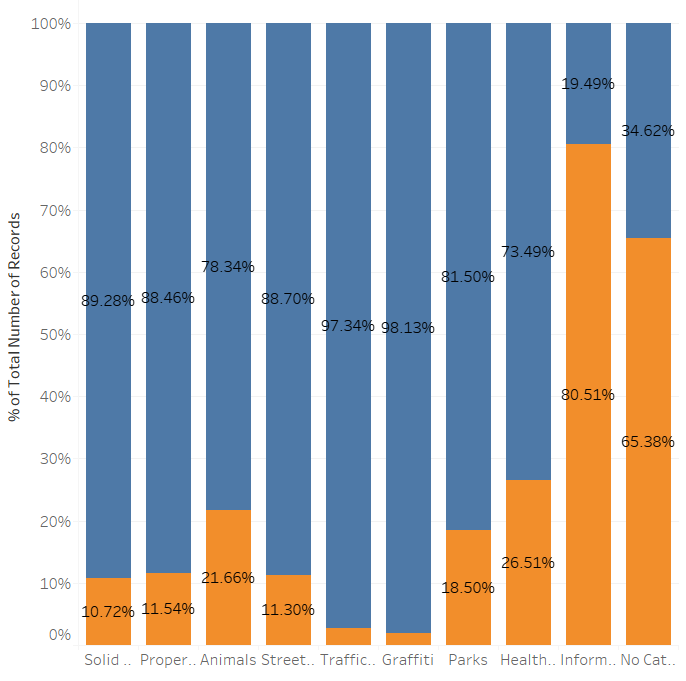 100%
90%
80%
70%
60%
50%
40%
30%
20%
10%
0%
% of Total Number of Records
89.28%
88.46%
78.34%
88.70%
97.34%
98.13%
81.50%
73.49%
19.49%
34.62%
10.72%
11.54%
21.66%
11.30%
18.50%
26.51%
80.51%
65.38%
Solid ..
Proper..
Animals
Street..
Traffic..
Graffiti
Parks
Health..
Inform..
No Cat..